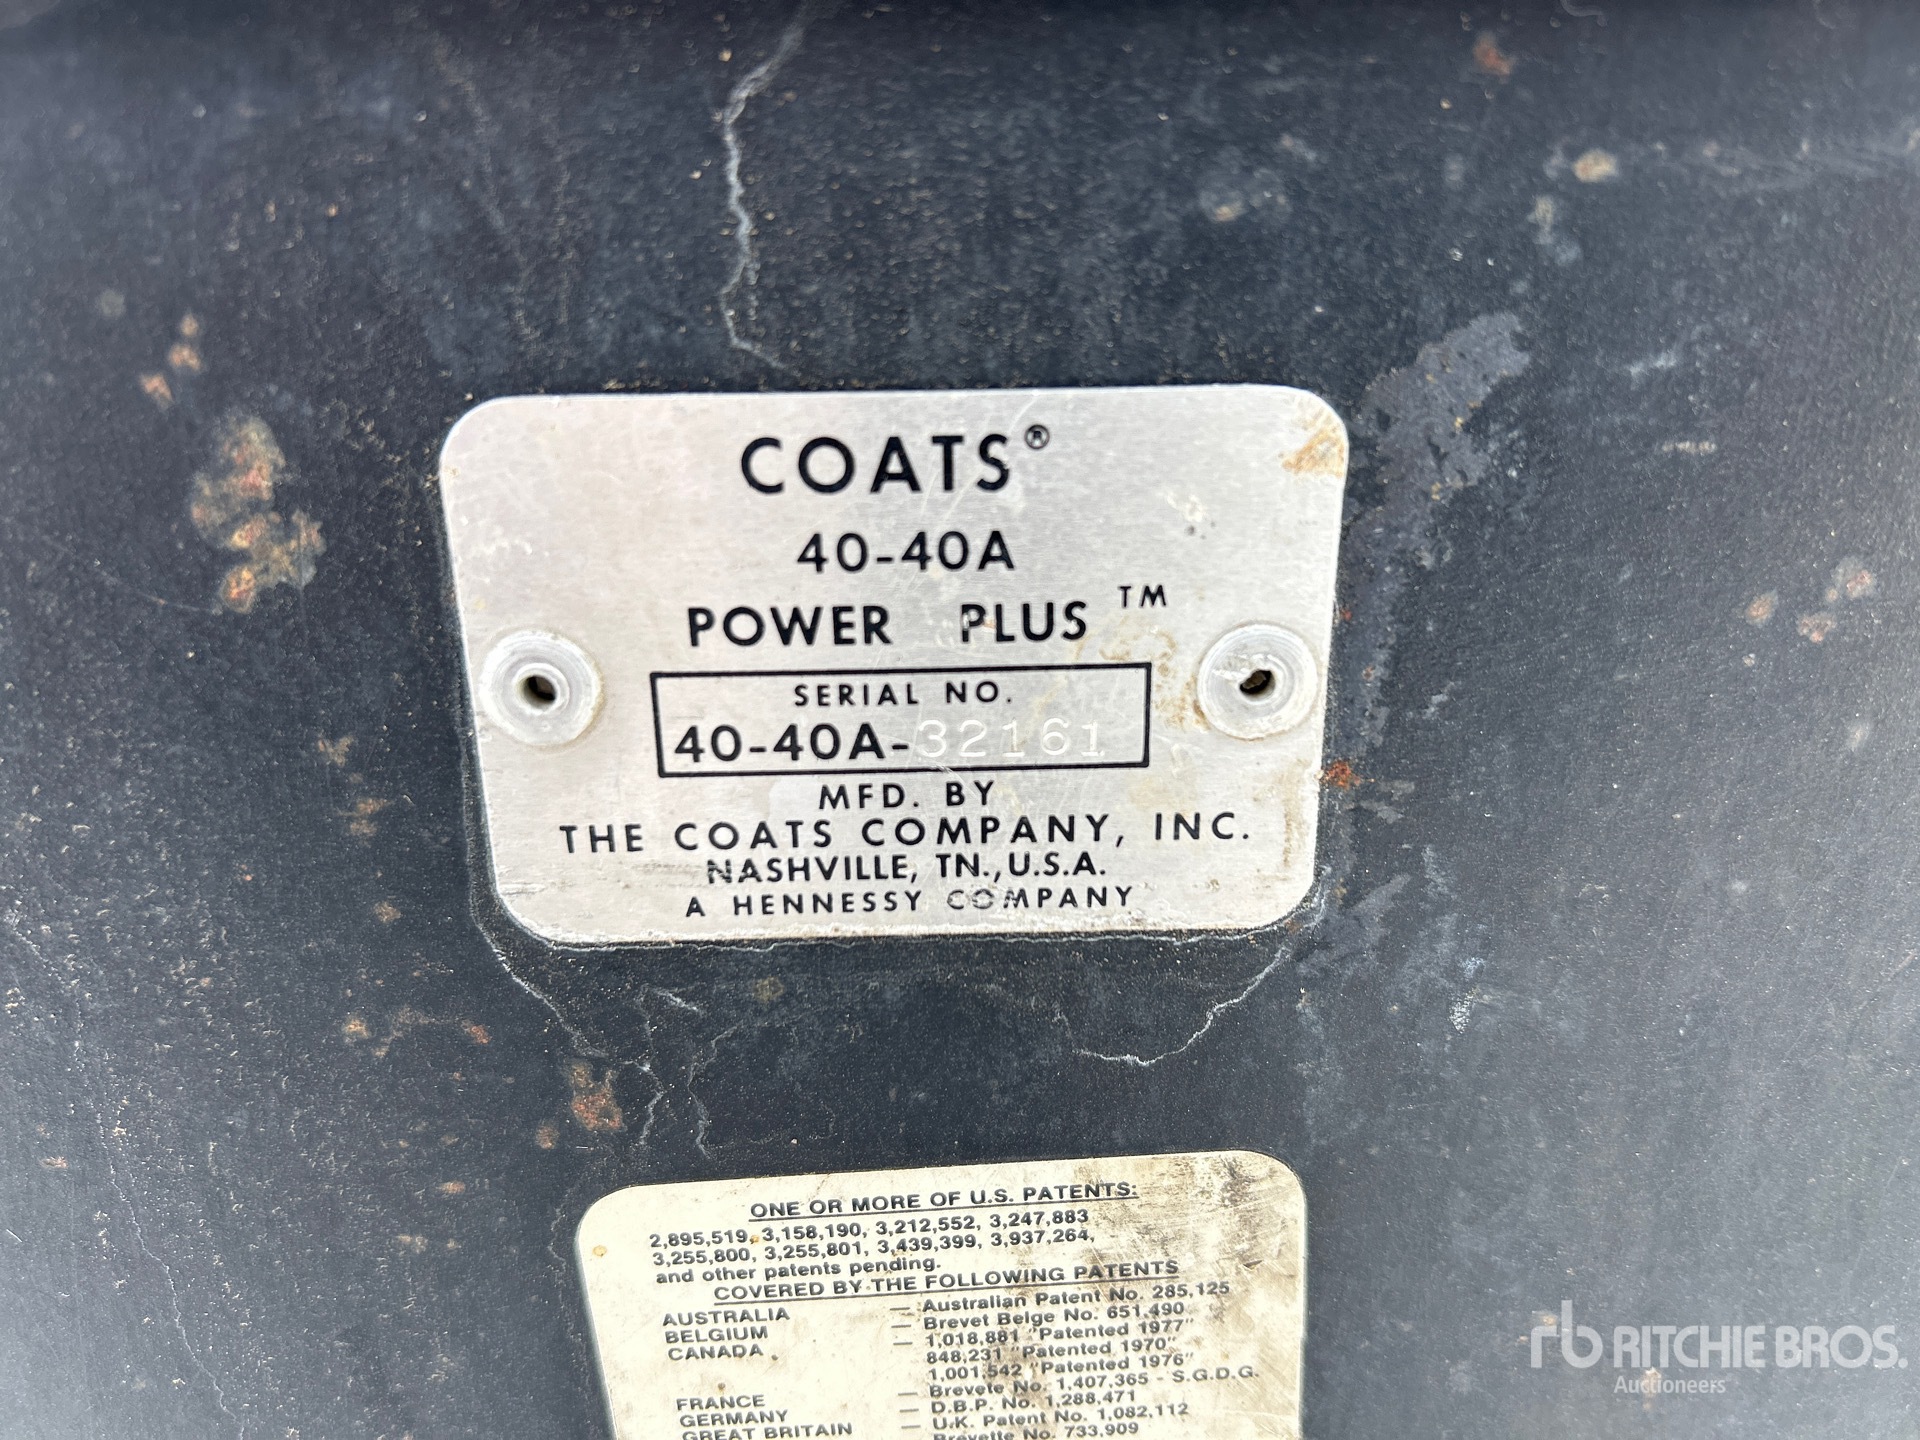 COATS®
40-40A
POWER PLUS™
SERIAL NO.
40-40A-32161
MFD. BY
THE COATS COMPANY, INC.
NASHVILLE, TN., U.S.A.
A HENNESSY COMPANY
ONE OR MORE OF U.S. PATENTS:
2,895,519, 3,158,190, 3,212,552, 3,247,883
3,255,800, 3,255,801, 3,439,399, 3,937,264,
and other patents pending.
COVERED BY THE FOLLOWING PATENTS
AUSTRALIA — Australian Patent No. 285,125
BELGIUM — Brevet Belge No. 651,490
CANADA — 1,018,881 "Patented 1977"
848,231 "Patented 1970"
1,001,542 "Patented 1976"
FRANCE — Brevete No. 1,407,365 - S.G.D.G.
GERMANY — D.B.P. No. 1,288,471
GREAT BRITAIN — U.K. Patent No. 1,082,112
Brevette No. 733,909
rb RITCHIE BROS.
Auctioneers